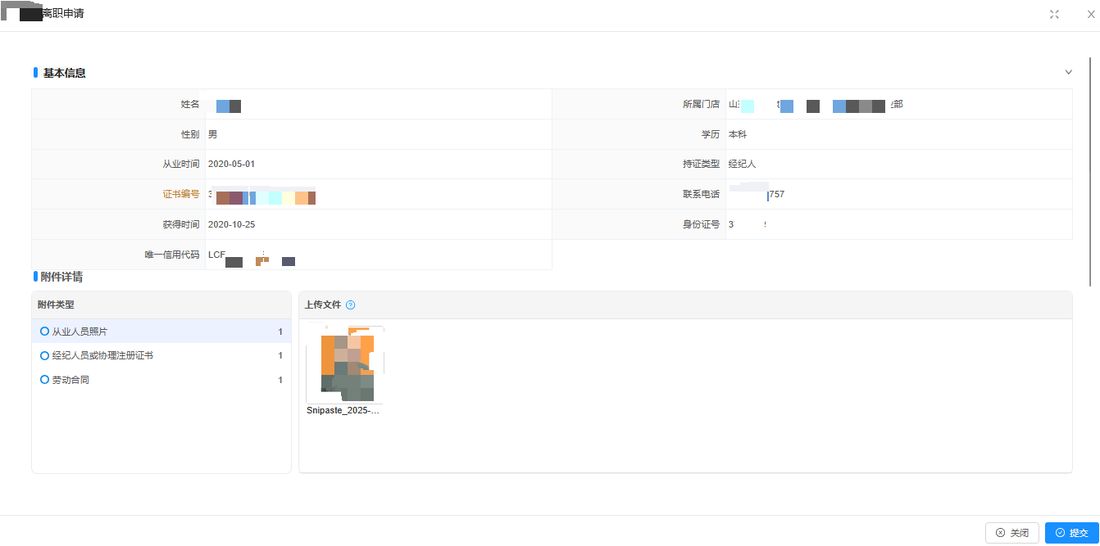 离职申请
基本信息
姓名
所属门店 山 部
性别 男 学历 本科
从业时间 2020-05-01 持证类型 经纪人
证书编号 3 联系电话 757
获得时间 2020-10-25 身份证号 3
唯一信用代码 LCF
附件详情
附件类型 上传文件
从业人员照片 1
经纪人员或协理注册证书 1
劳动合同 1
Snipaste_2025-...
关闭 提交